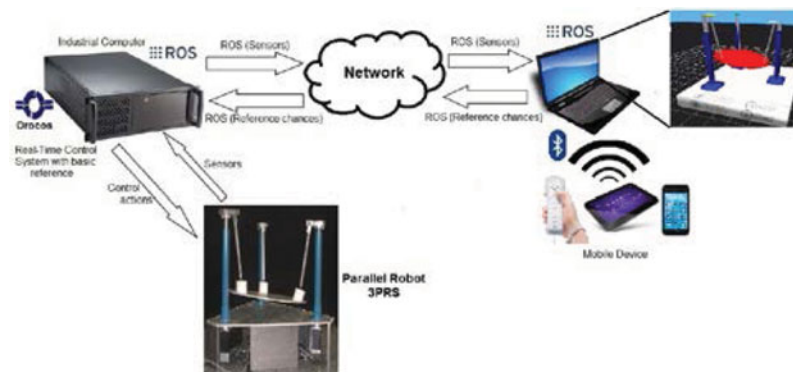 Industrial Computer
ROS
ROS (Sensors)
Network
ROS (Sensors)
ROS
ROS (Reference chances)
ROS (Reference chances)
Orocos
Real-Time Control
System with basic
reference
Sensors
Control
actions
Parallel Robot
3PRS
Mobile Device